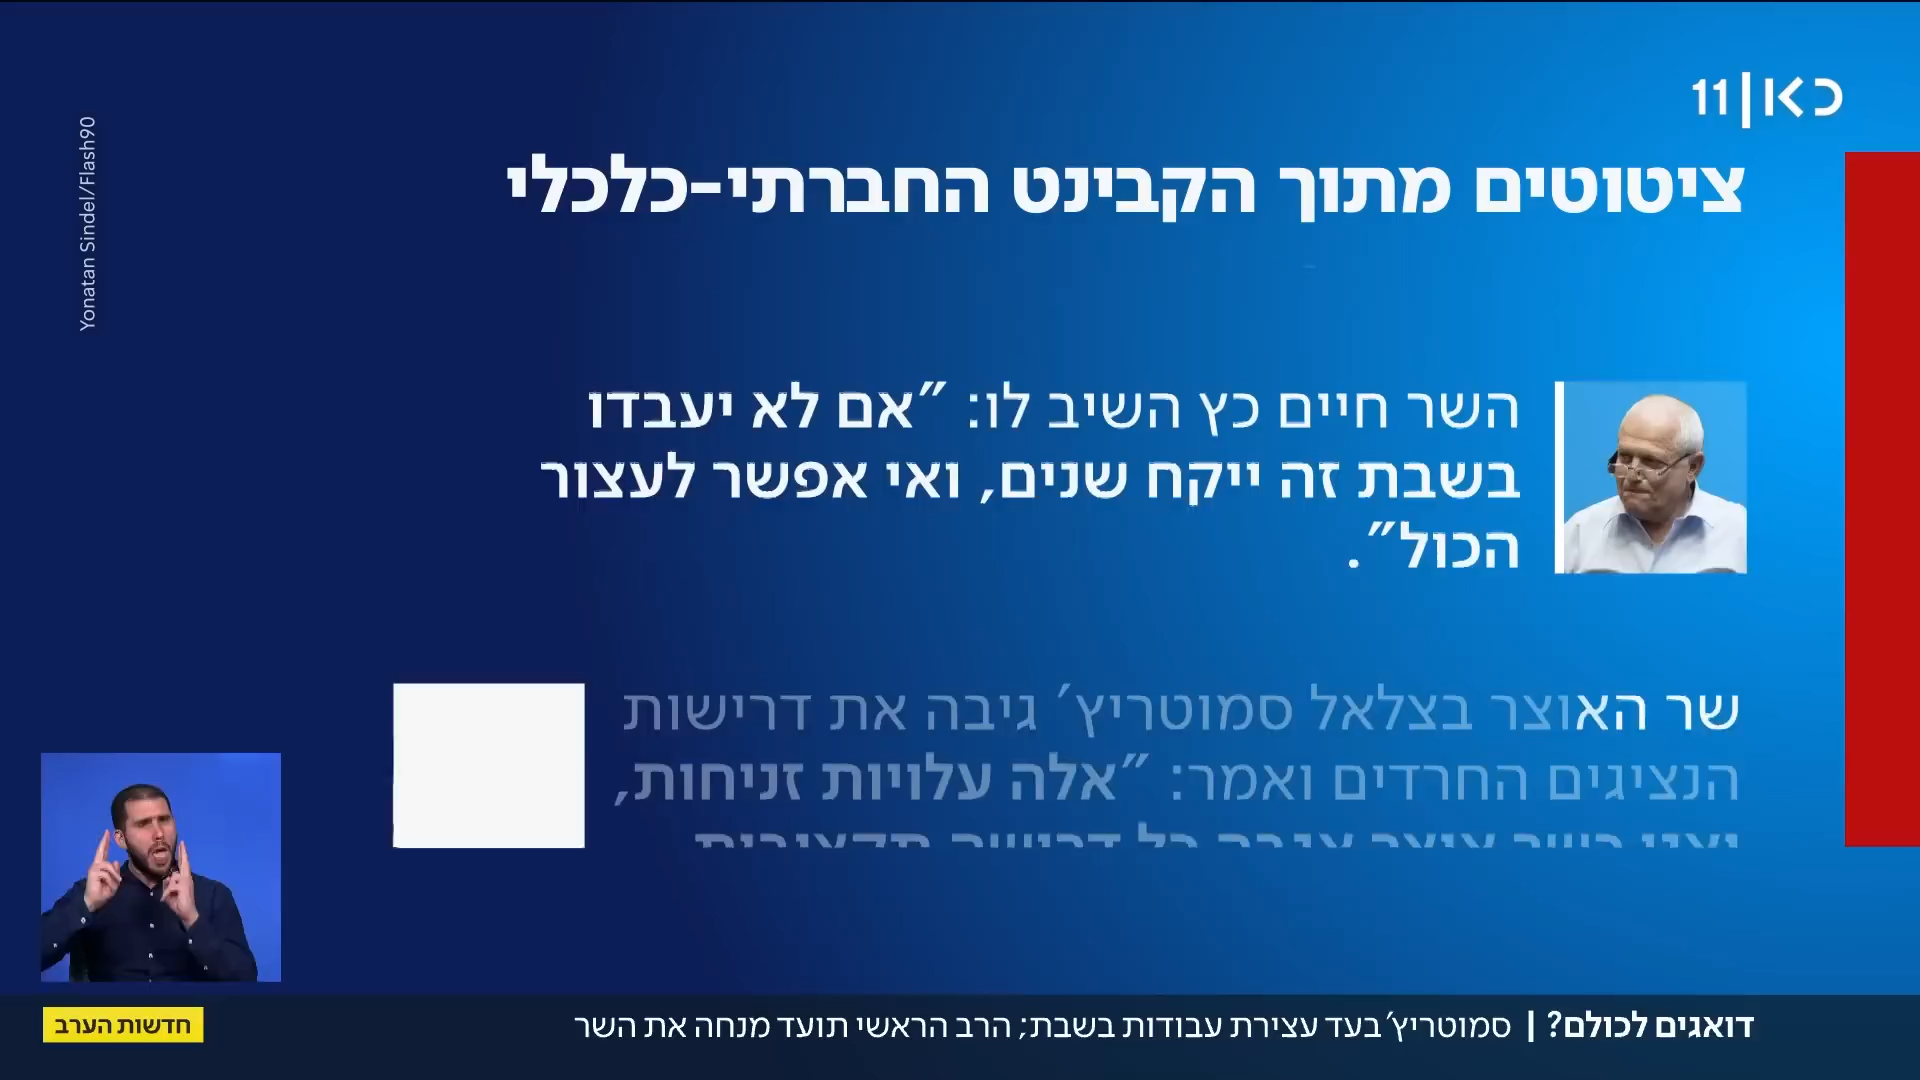 כאן 11
Yonatan Sindel/Flash90
ציטוטים מתוך הקבינט החברתי-כלכלי
השר חיים כץ השיב לו: "אם לא יעבדו
בשבת זה ייקח שנים, ואי אפשר לעצור
הכול".
שר האוצר בצלאל סמוטריץ' גיבה את דרישות
הנציגים החרדים ואמר: "אלה עלויות זניחות,
דואגים לכולם? | סמוטריץ' בעד עצירת עבודות בשבת; הרב הראשי תועד מנחה את השר
חדשות הערב